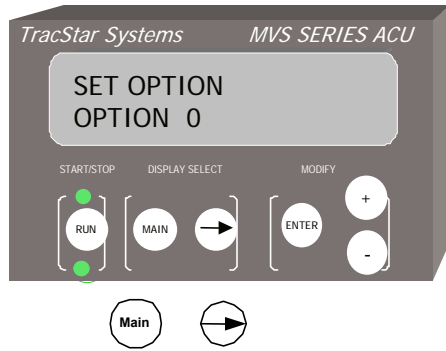 TracStar Systems MVS SERIES ACU
SET OPTION
OPTION 0
START/STOP DISPLAY SELECT MODIFY
RUN MAIN ENTER +
-
Main